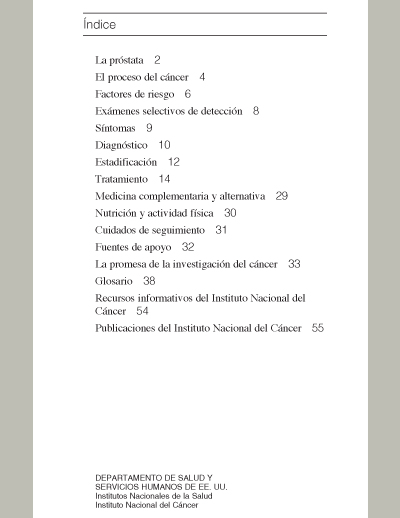 Índice
La próstata 2
El proceso del cáncer 4
Factores de riesgo 6
Exámenes selectivos de detección 8
Síntomas 9
Diagnóstico 10
Estadificación 12
Tratamiento 14
Medicina complementaria y alternativa 29
Nutrición y actividad física 30
Cuidados de seguimiento 31
Fuentes de apoyo 32
La promesa de la investigación del cáncer 33
Glosario 38
Recursos informativos del Instituto Nacional del
Cáncer 54
Publicaciones del Instituto Nacional del Cáncer 55
DEPARTAMENTO DE SALUD Y
SERVICIOS HUMANOS DE EE. UU.
Institutos Nacionales de la Salud
Instituto Nacional del Cáncer